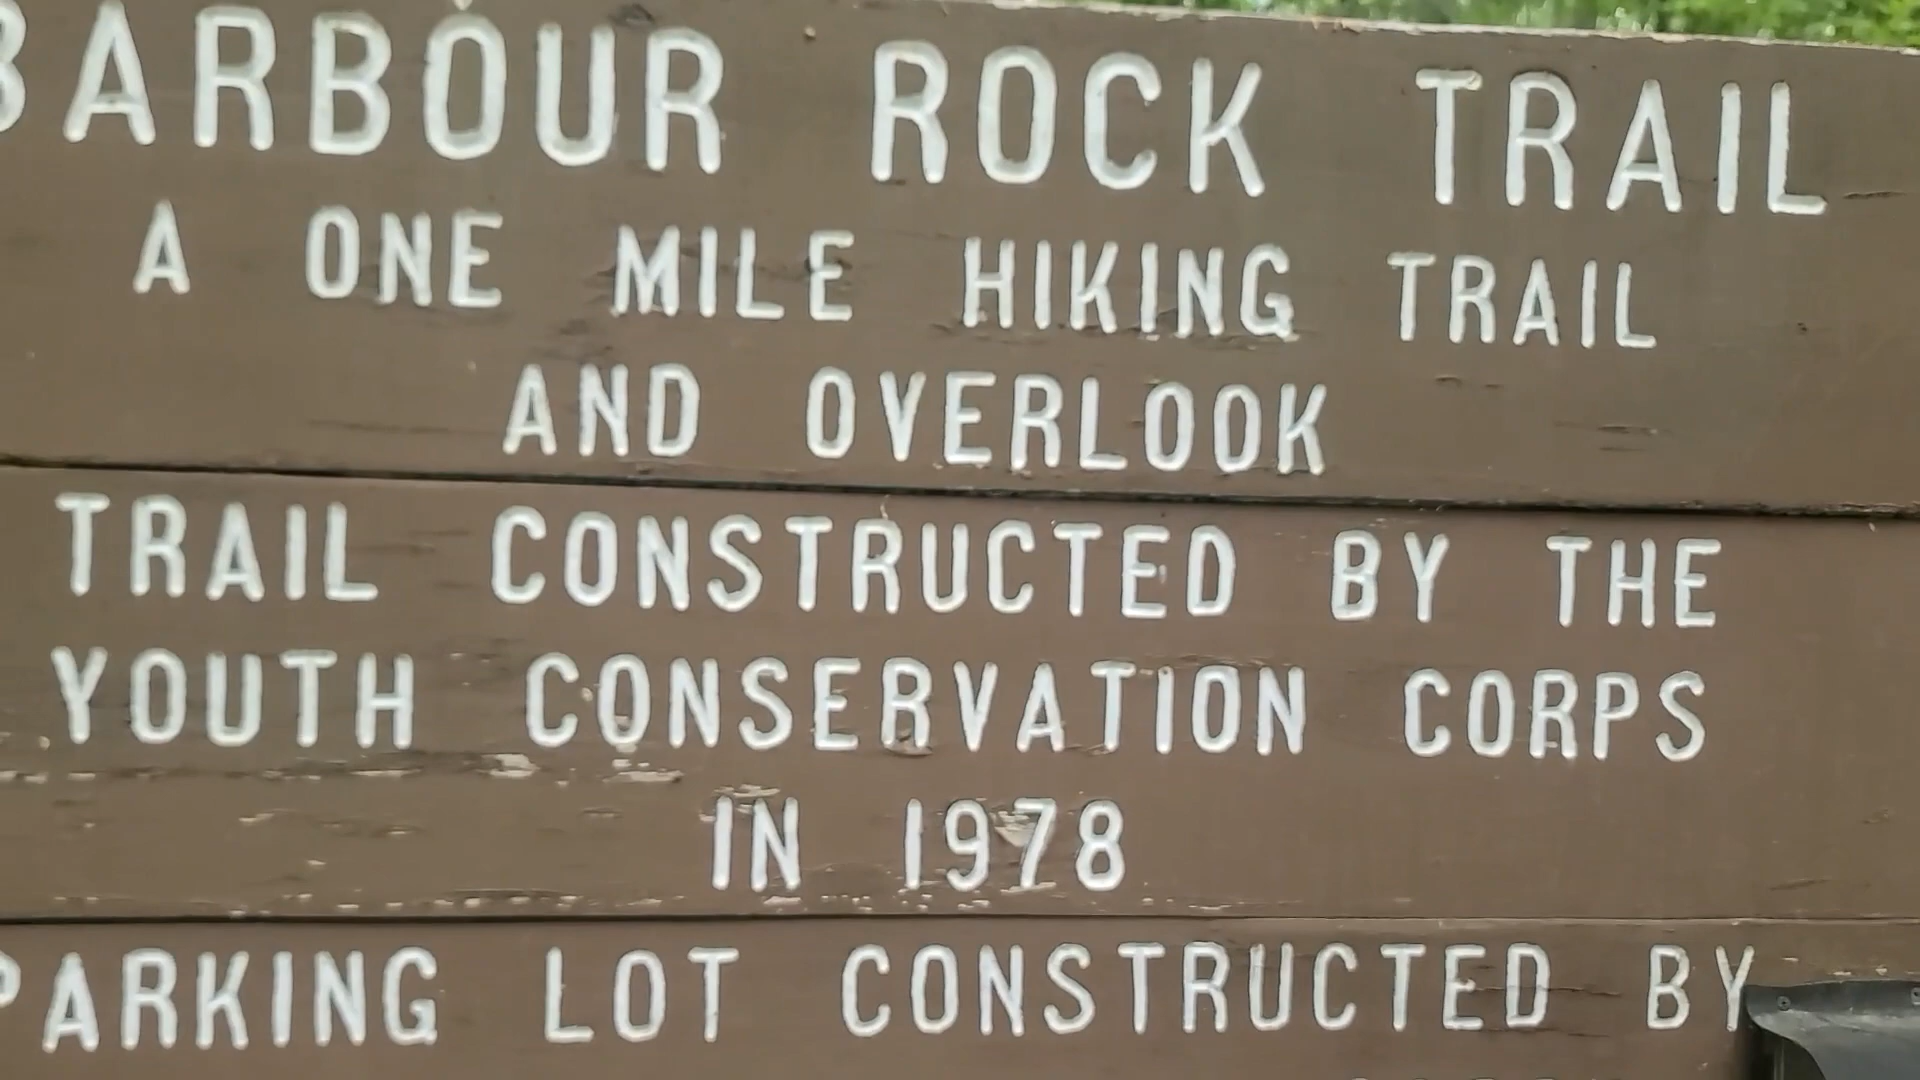 BARBOUR ROCK TRAIL
A ONE MILE HIKING TRAIL
AND OVERLOOK
TRAIL CONSTRUCTED BY THE
YOUTH CONSERVATION CORPS
IN 1978
PARKING LOT CONSTRUCTED BY